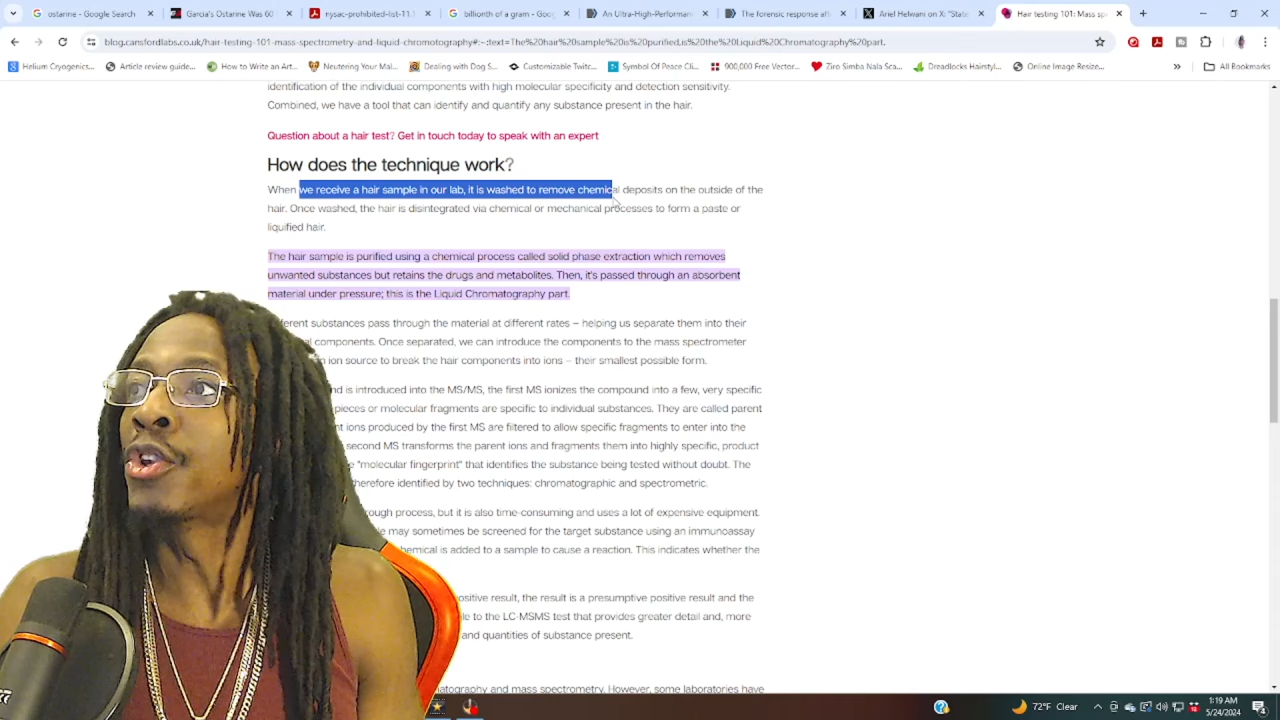 ostarine - Google Search
Garcia's Ostarine Was 60
nysac-prohibited-list-11.1
billionth of a gram - Goog
An Ultra-High-Performan
The forensic response aft
Ariel Helwani on X: "State
Hair testing 101: Mass sp
blog.cansfordlabs.co.uk/hair-testing-101-mass-spectrometry-and-liquid-chromotography#:~:text=The%20hair%20sample%20is%20purified,is%20the%20Liquid%20Chromatography%20part.
Helium Cryogenics...
Article review guide...
How to Write an Art...
Neutering Your Mal...
Dealing with Dog S...
Customizable Twitc...
Symbol Of Peace Cli...
900,000 Free Vector...
Ziro Simba Nala Sca...
Dreadlocks Hairstyl...
Online Image Resize...
All Bookmarks
identification of the individual components with high molecular specificity and detection sensitivity.
Combined, we have a tool that can identify and quantify any substance present in the hair.
Question about a hair test? Get in touch today to speak with an expert
How does the technique work?
When we receive a hair sample in our lab, it is washed to remove chemical deposits on the outside of the
hair. Once washed, the hair is disintegrated via chemical or mechanical processes to form a paste or
liquified hair.
The hair sample is purified using a chemical process called solid phase extraction which removes
unwanted substances but retains the drugs and metabolites. Then, it's passed through an absorbent
material under pressure; this is the Liquid Chromatography part.
substances pass through the material at different rates – helping us separate them into their
components. Once separated, we can introduce the components to the mass spectrometer
ion source to break the hair components into ions – their smallest possible form.
is introduced into the MS/MS, the first MS ionizes the compound into a few, very specific
pieces or molecular fragments are specific to individual substances. They are called parent
ions produced by the first MS are filtered to allow specific fragments to enter into the
second MS transforms the parent ions and fragments them into highly specific, product
"molecular fingerprint" that identifies the substance being tested without doubt. The
therefore identified by two techniques: chromatographic and spectrometric.
process, but it is also time-consuming and uses a lot of expensive equipment.
may sometimes be screened for the target substance using an immunoassay
chemical is added to a sample to cause a reaction. This indicates whether the
positive result, the result is a presumptive positive result and the
to the LC-MSMS test that provides greater detail and, more
and quantities of substance present.
and mass spectrometry. However, some laboratories have
72°F Clear
1:19 AM
5/24/2024